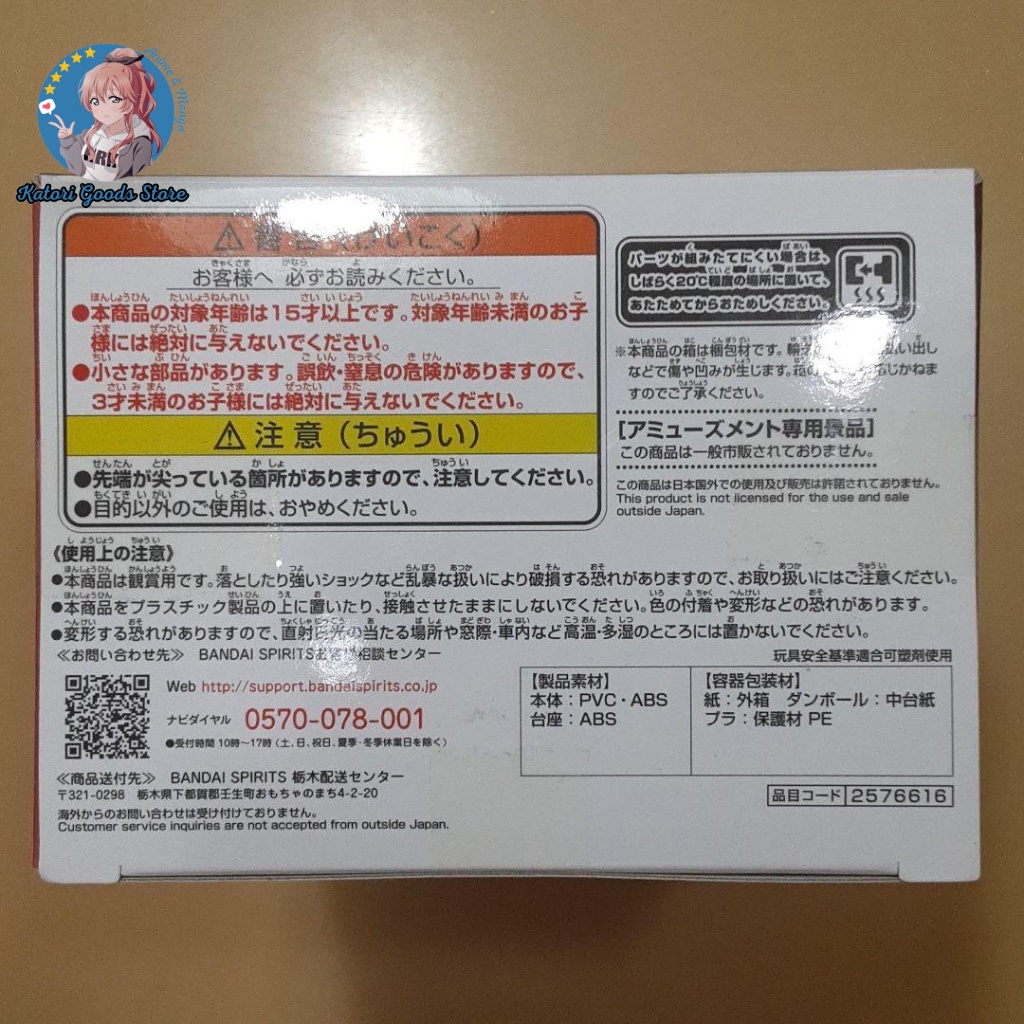 Anime & Manga
Katori Goods Store
お客様へ 必ずお読みください。
●本商品の対象年齢は15才以上です。対象年齢未満のお子
様には絶対に与えないでください。
●小さな部品があります。誤飲・窒息の危険がありますので、
3才未満のお子様には絶対に与えないでください。
注意(ちゅうい)
●先端が尖っている箇所がありますので、注意してください。
●目的以外のご使用は、おやめください。
パーツが組みたてにくい場合は、
しばらく20℃程度の場所に置いて、
あたためてからおためしください。
※本商品の箱は梱包材です。
などで傷や凹みが生じます。
すのでご了承ください。
[アミューズメント専用景品]
この商品は一般市販されておりません。
この商品は日本国外での使用及び販売は許諾されておりません。
This product is not licensed for the use and sale
outside Japan.
《使用上の注意》
●本商品は観賞用です。落としたり強いショックなど乱暴な扱いにより破損する恐れがありますので、お取り扱いにはご注意ください。
●本商品をプラスチック製品の上に置いたり、接触させたままにしないでください。色の付着や変形などの恐れがあります。
●変形する恐れがありますので、直射日光の当たる場所や窓際・車内など高温・多湿のところには置かないでください。
≪お問い合わせ先≫ BANDAI SPIRITSお客様相談センター
玩具安全基準適合可塑剤使用
Web http://support.bandaispirits.co.jp
ナビダイヤル 0570-078-001
●受付時間 10時〜17時(土、日、祝日、夏季・冬季休業日を除く)
【製品素材】
本体:PVC・ABS
台座:ABS
【容器包装材】
紙:外箱 ダンボール:中台紙
プラ:保護材 PE
≪商品送付先≫ BANDAI SPIRITS 栃木配送センター
〒321-0298 栃木県下都賀郡壬生町おもちゃのまち4-2-20
品目コード 2576616
海外からのお問い合わせは受け付けておりません。
Customer service inquiries are not accepted from outside Japan.